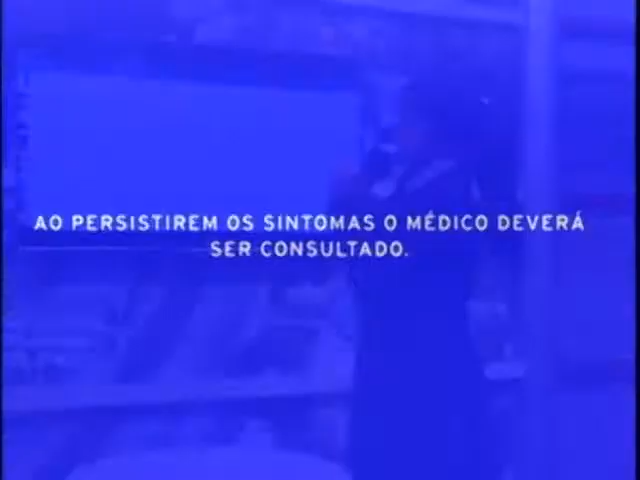 AO PERSISTIREM OS SINTOMAS O MÉDICO DEVERÁ
SER CONSULTADO.